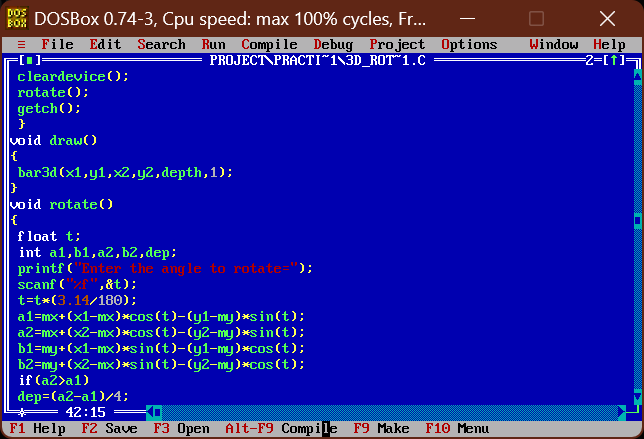 DOS BOX DOSBox 0.74-3, Cpu speed: max 100% cycles, Fr...
≡ File Edit Search Run Compile Debug Project Options Window Help
[■] PROJECT\PRACTI~1\3D_ROT~1.C 2=[↑]
cleardevice();
rotate();
getch();
}
void draw()
{
bar3d(x1,y1,x2,y2,depth,1);
}
void rotate()
{
float t;
int a1,b1,a2,b2,dep;
printf("Enter the angle to rotate=");
scanf("%f",&t);
t=t*(3.14/180);
a1=mx+(x1-mx)*cos(t)-(y1-my)*sin(t);
a2=mx+(x2-mx)*cos(t)-(y2-my)*sin(t);
b1=my+(x1-mx)*sin(t)-(y1-my)*cos(t);
b2=my+(x2-mx)*sin(t)-(y2-my)*cos(t);
if(a2>a1)
dep=(a2-a1)/4;
* 42:15
F1 Help F2 Save F3 Open Alt-F9 Compile F9 Make F10 Menu